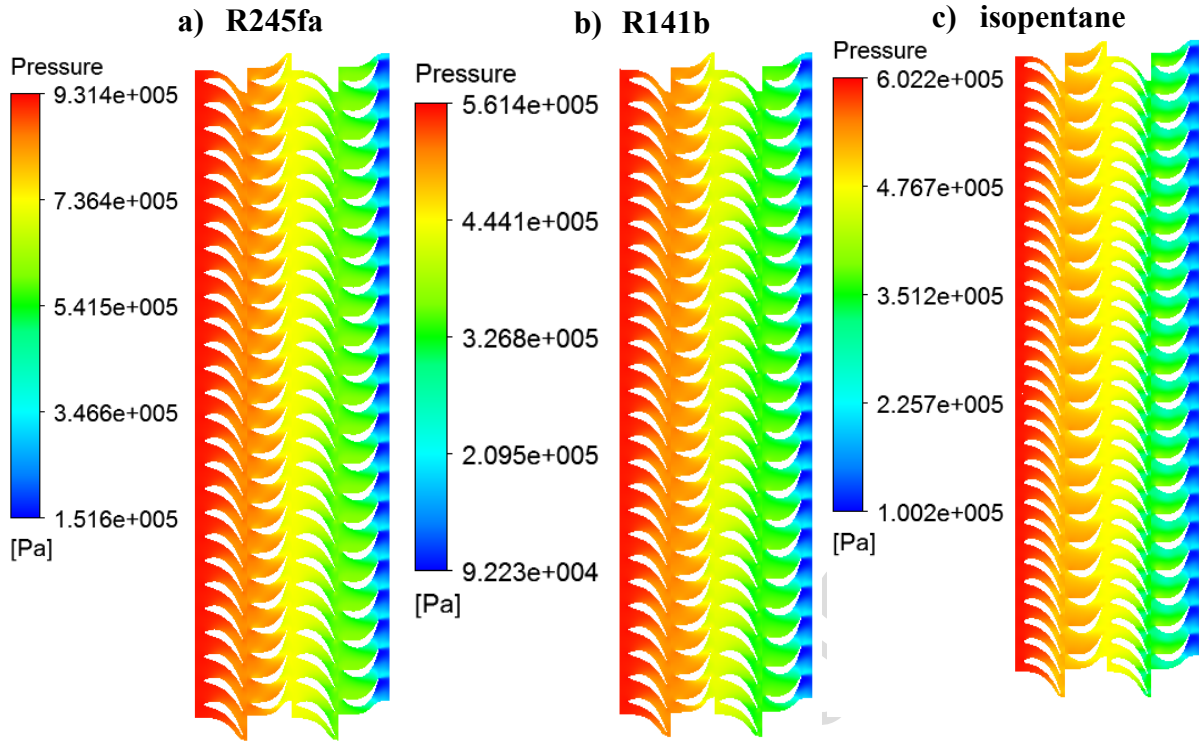 a) R245fa
Pressure
9.314e+005
7.364e+005
5.415e+005
3.466e+005
1.516e+005
[Pa]
b) R141b
Pressure
5.614e+005
4.441e+005
3.268e+005
2.095e+005
9.223e+004
[Pa]
c) isopentane
Pressure
6.022e+005
4.767e+005
3.512e+005
2.257e+005
1.002e+005
[Pa]